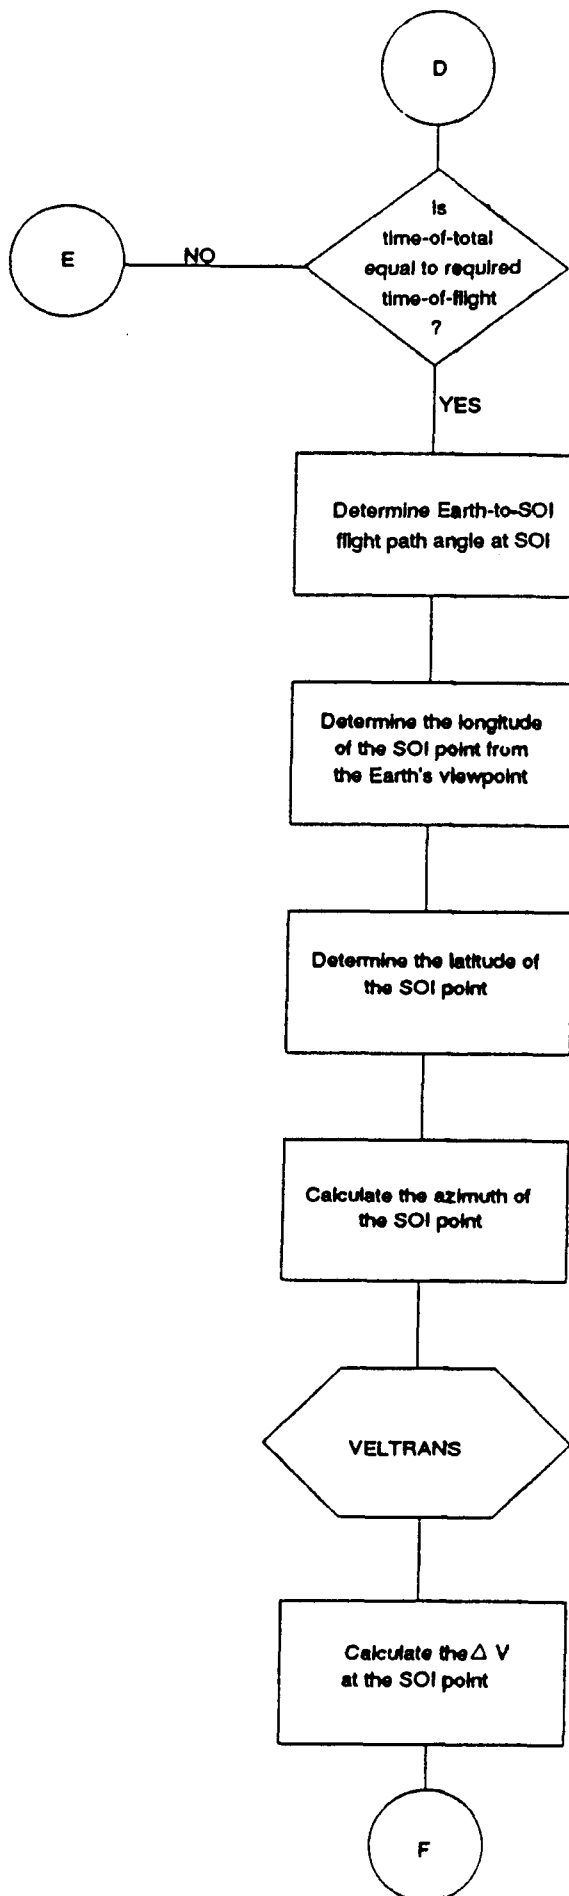 D
Is
time-of-total
equal to required
time-of-flight
?
E
NO
YES
Determine Earth-to-SOI
flight path angle at SOI
Determine the longitude
of the SOI point from
the Earth's viewpoint
Determine the latitude of
the SOI point
Calculate the azimuth of
the SOI point
VELTRANS
Calculate the Δ V
at the SOI point
F